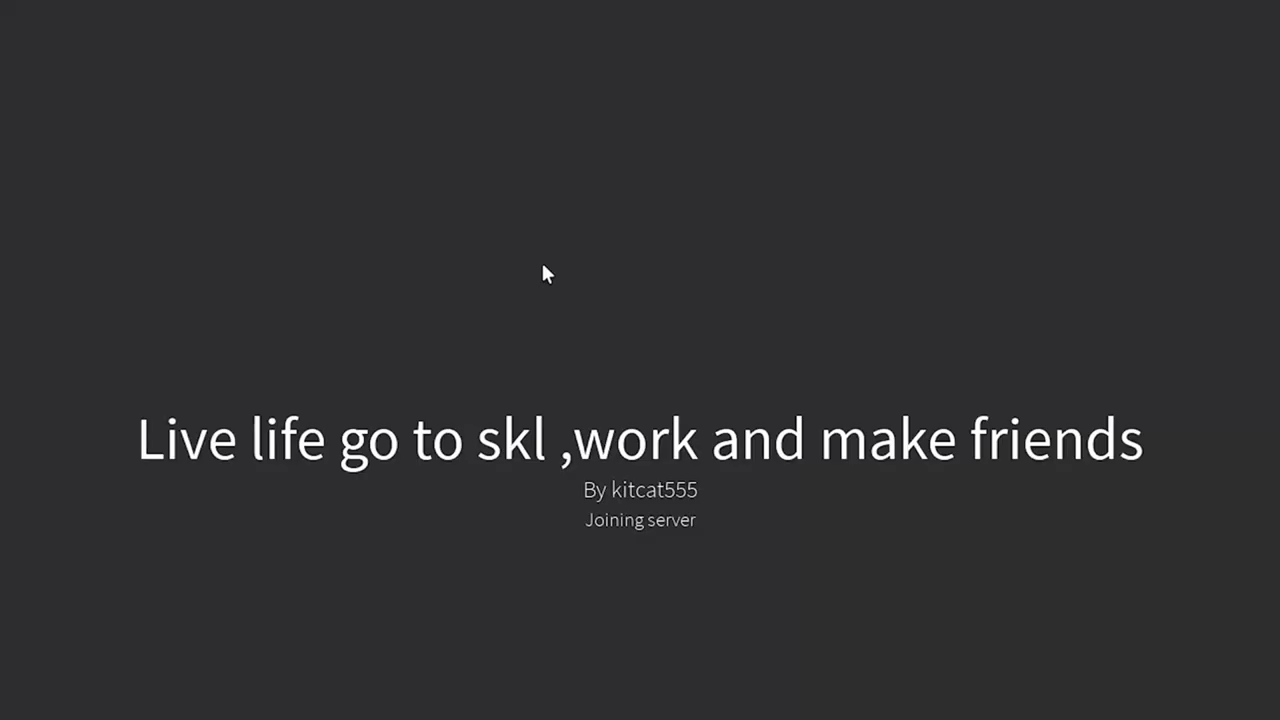 Live life go to skl ,work and make friends
By kitcat555
Joining server